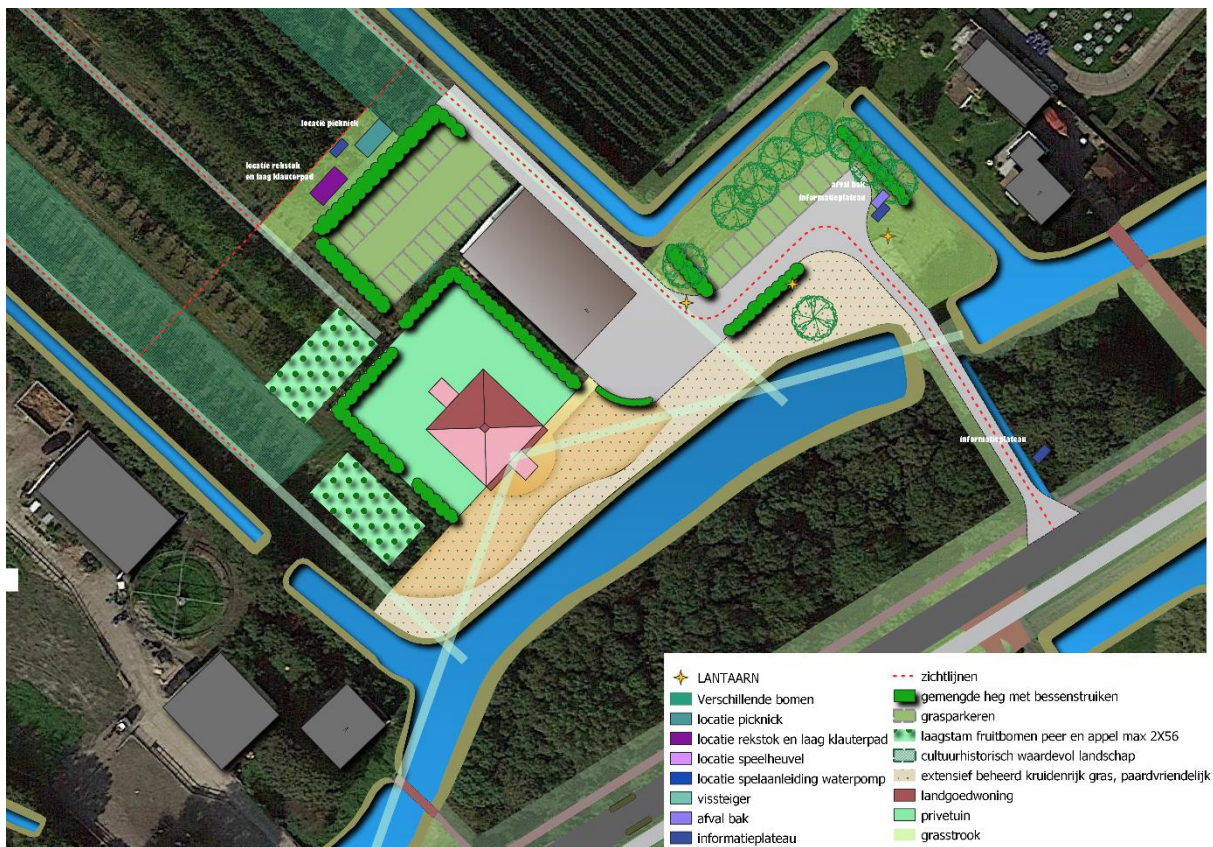 locatie picknick
locatie rekstok
en laag klauterpad
afval bak
informatieplateau
informatieplateau
LANTAARN
Verschillende bomen
locatie picknick
locatie rekstok en laag klauterpad
locatie speelheuvel
locatie spelaanleiding waterpomp
vissteiger
afval bak
informatieplateau
zichtlijnen
gemengde heg met bessenstruiken
grasparkeren
laagstam fruitbomen peer en appel max 2X56
cultuurhistorisch waardevol landschap
extensief beheerd kruidenrijk gras, paardvriendelijk
landgoedwoning
privetuin
grasstrook